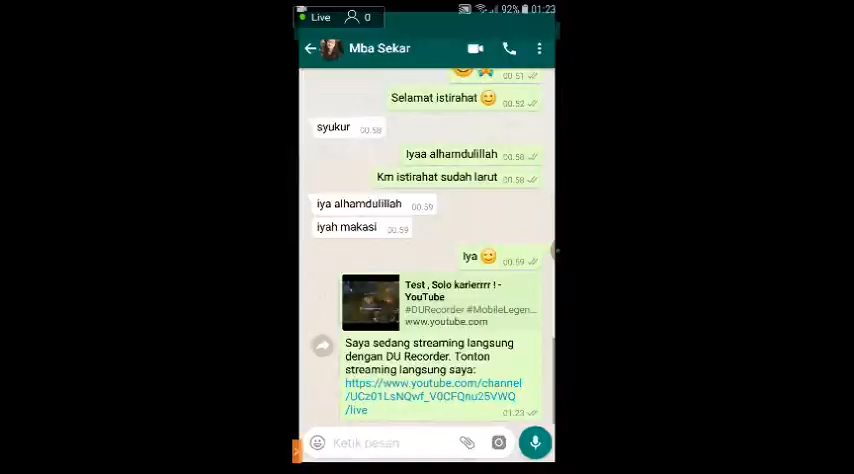 Live 0 92% 01:23
Mba Sekar
00.51
Selamat istirahat 😊 00.52
syukur 00.58
Iyaa alhamdulillah 00.58
Km istirahat sudah larut 00.58
iya alhamdulillah 00.59
iyah makasi 00.59
Iya 😊 00.59
Test , Solo karierrrr ! -
YouTube
#DURecorder #MobileLegen...
www.youtube.com
Saya sedang streaming langsung
dengan DU Recorder. Tonton
streaming langsung saya:
https://www.youtube.com/channel
/UCz01LsNQwf_V0CFQnu25VWQ
/live
01.23
Ketik pesan